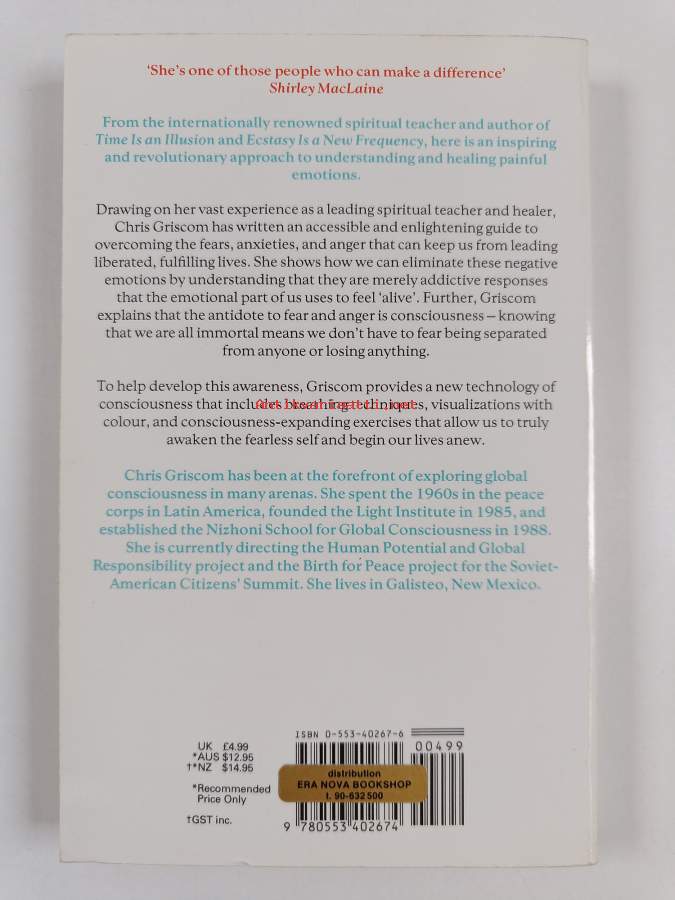 ‘She’s one of those people who can make a difference’
Shirley MacLaine
From the internationally renowned spiritual teacher and author of
Time Is an Illusion and Ecstasy Is a New Frequency, here is an inspiring
and revolutionary approach to understanding and healing painful
emotions.
Drawing on her vast experience as a leading spiritual teacher and healer,
Chris Griscom has written an accessible and enlightening guide to
overcoming the fears, anxieties, and anger that can keep us from leading
liberated, fulfilling lives. She shows how we can eliminate these negative
emotions by understanding that they are merely addictive responses
that the emotional part of us uses to feel ‘alive’. Further, Griscom
explains that the antidote to fear and anger is consciousness – knowing
that we are all immortal means we don’t have to fear being separated
from anyone or losing anything.
To help develop this awareness, Griscom provides a new technology of
consciousness that includes breathing techniques, visualizations with
colour, and consciousness-expanding exercises that allow us to truly
awaken the fearless self and begin our lives anew.
Chris Griscom has been at the forefront of exploring global
consciousness in many arenas. She spent the 1960s in the peace
corps in Latin America, founded the Light Institute in 1985, and
established the Nizhoni School for Global Consciousness in 1988.
She is currently directing the Human Potential and Global
Responsibility project and the Birth for Peace project for the Soviet-
American Citizens’ Summit. She lives in Galisteo, New Mexico.
ISBN 0-553-40267-6
00499
UK £4.99
*AUS $12.95
†*NZ $14.95
*Recommended
Price Only
†GST inc.
distribution
ERA NOVA BOOKSHOP
t. 90-632 500
9 780553 402674